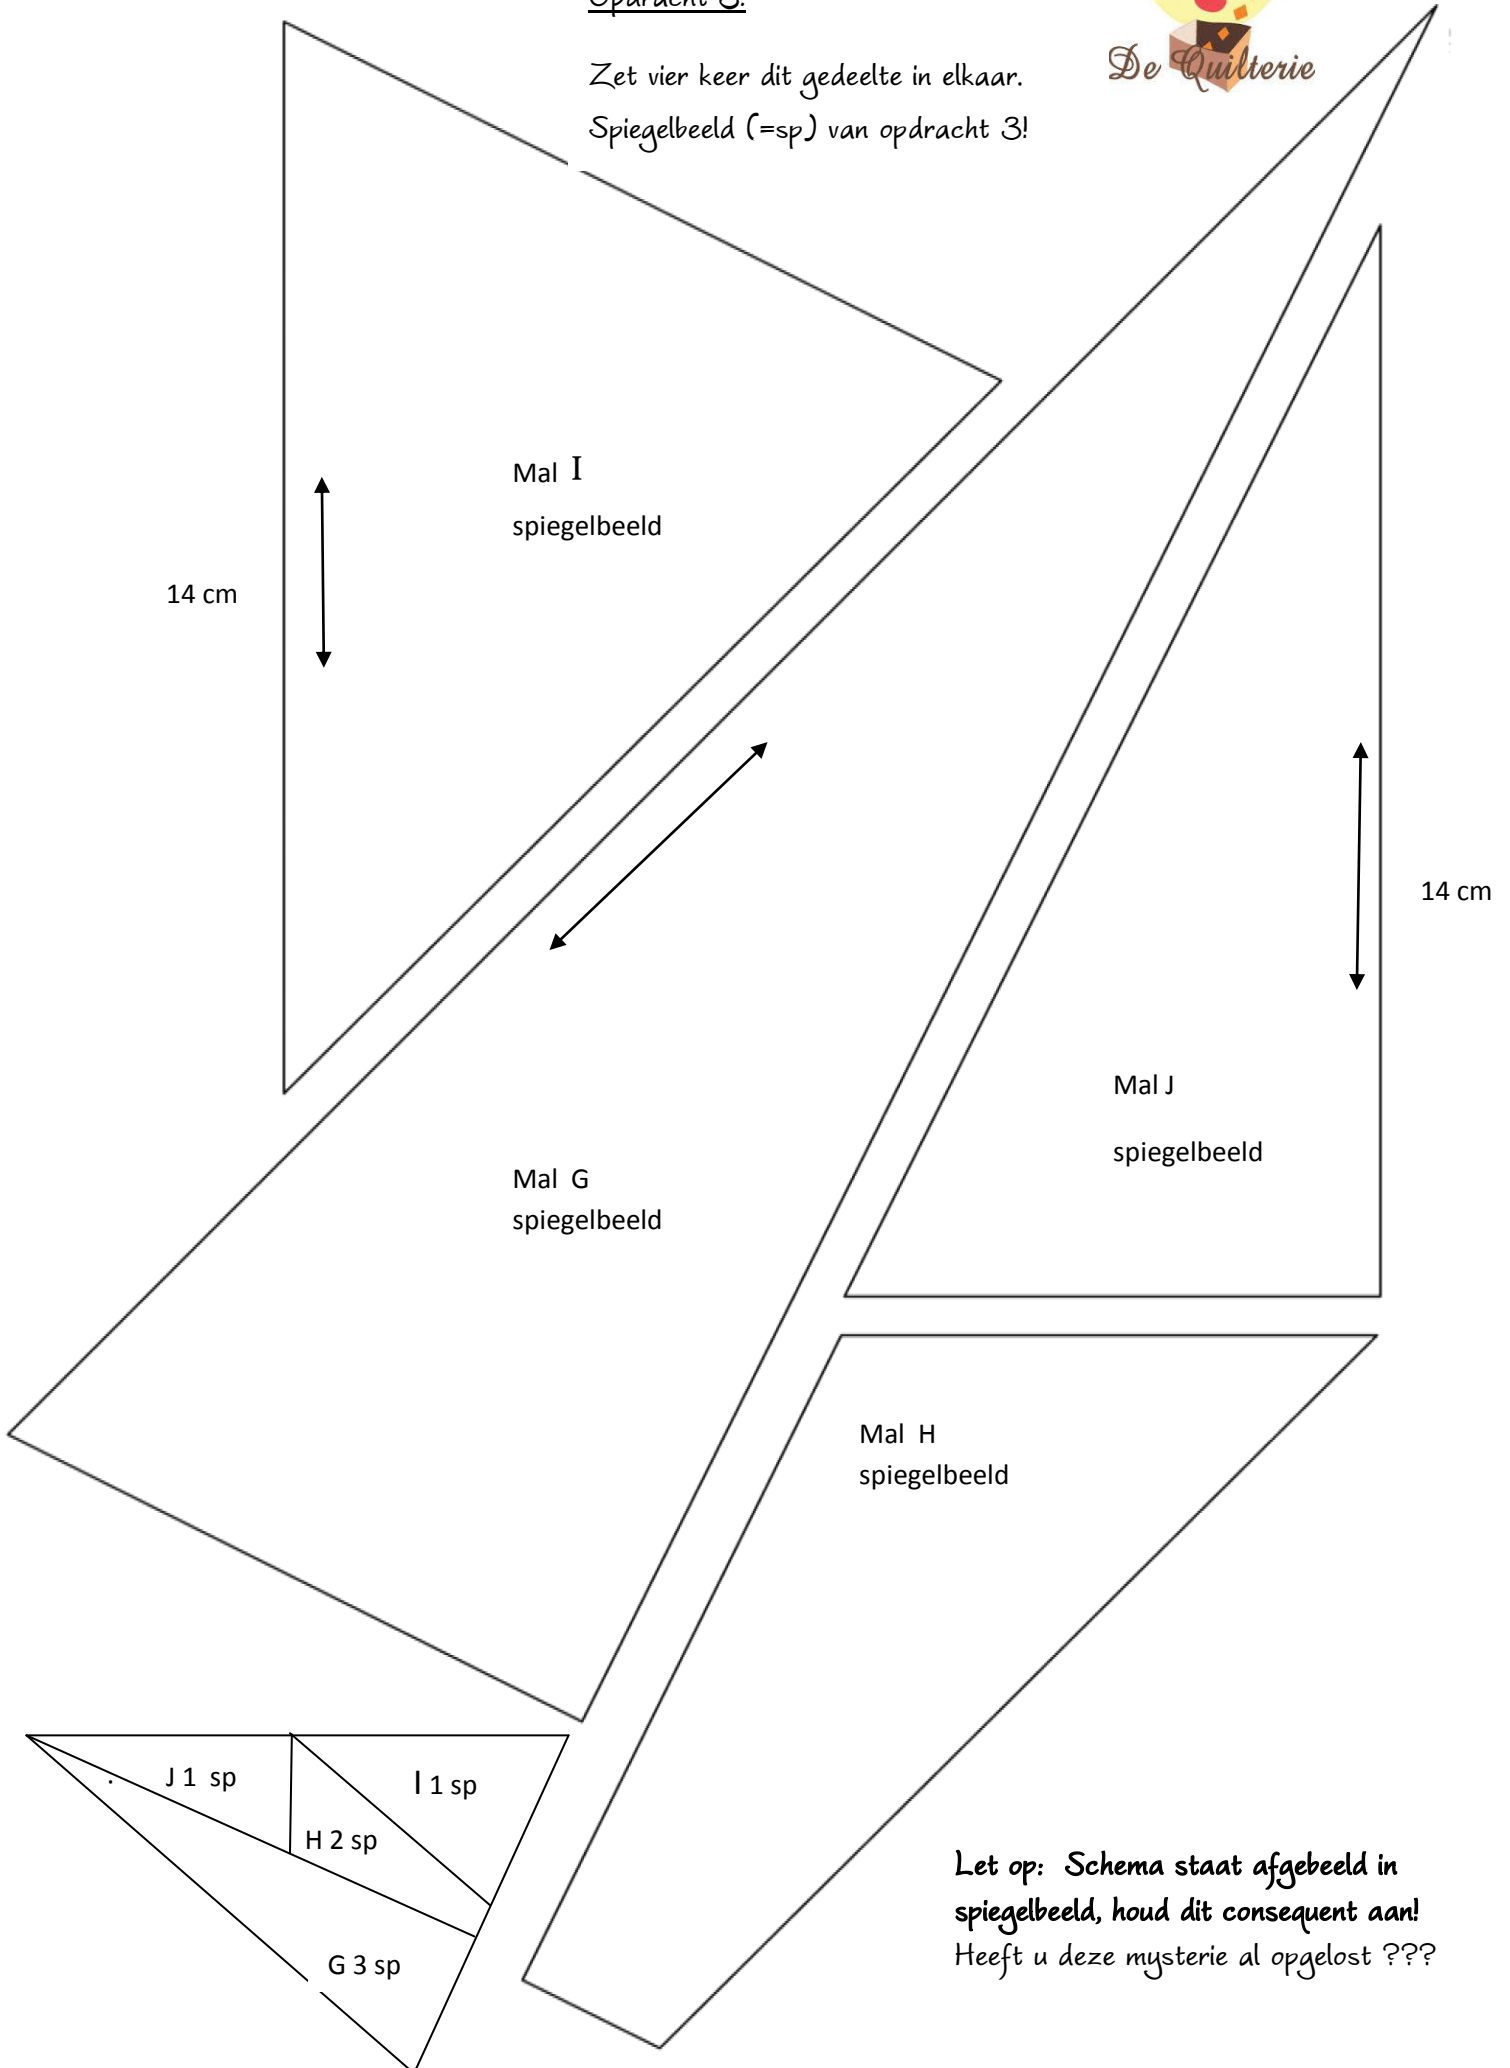 Zet vier keer dit gedeelte in elkaar.
Spiegelbeeld (=sp) van opdracht 3!
De Quilterie
Mal I
spiegelbeeld
14 cm
14 cm
Mal J
spiegelbeeld
Mal G
spiegelbeeld
Mal H
spiegelbeeld
J 1 sp
I 1 sp
H 2 sp
G 3 sp
Let op: Schema staat afgebeeld in
spiegelbeeld, houd dit consequent aan!
Heeft u deze mysterie al opgelost ???